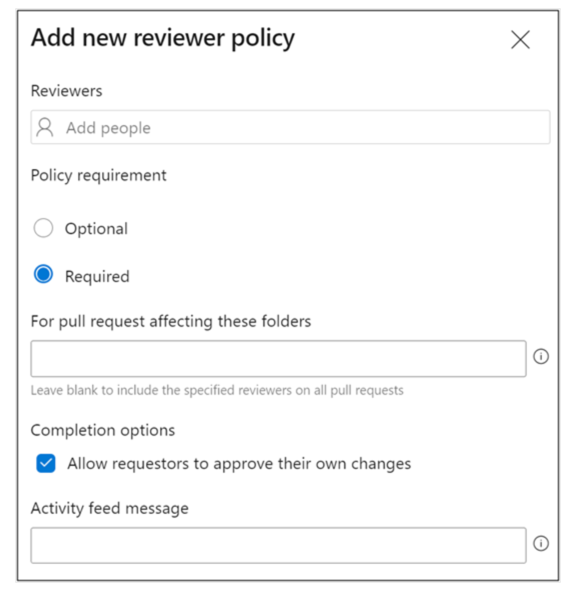 Add new reviewer policy
Reviewers
Add people
Policy requirement
Optional
Required
For pull request affecting these folders
Leave blank to include the specified reviewers on all pull requests
Completion options
Allow requestors to approve their own changes
Activity feed message